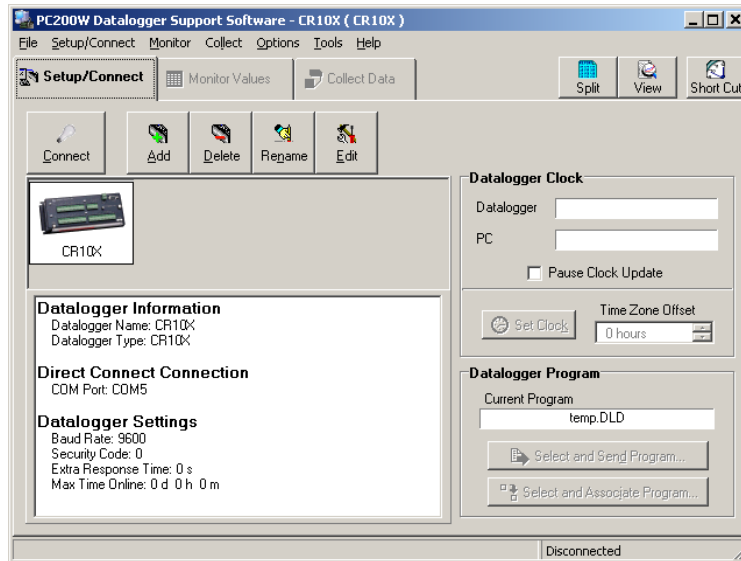 PC200W Datalogger Support Software - CR10X ( CR10X )
File Setup/Connect Monitor Collect Options Tools Help
Setup/Connect Monitor Values Collect Data Split View Short Cut
Connect Add Delete Rename Edit
CR10X
Datalogger Information
Datalogger Name: CR10X
Datalogger Type: CR10X
Direct Connect Connection
COM Port: COM5
Datalogger Settings
Baud Rate: 9600
Security Code: 0
Extra Response Time: 0 s
Max Time Online: 0 d 0 h 0 m
Datalogger Clock
Datalogger
PC
Pause Clock Update
Time Zone Offset
Set Clock 0 hours
Datalogger Program
Current Program
temp.DLD
Select and Send Program...
Select and Associate Program...
Disconnected